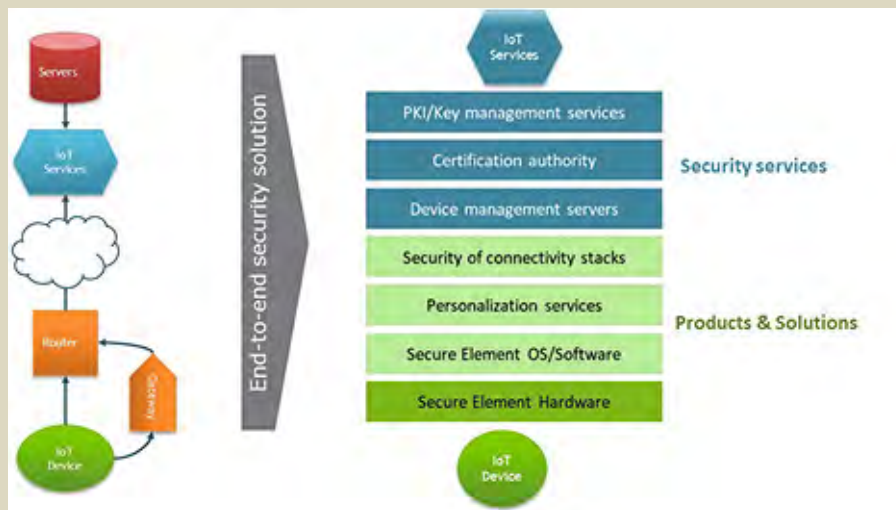 Servers
IoT
Services
Router
Gateway
IoT
Device
End-to-end security solution
IoT
Services
PKI/Key management services
Certification authority
Device management servers
Security of connectivity stacks
Personalization services
Secure Element OS/Software
Secure Element Hardware
IoT
Device
Security services
Products & Solutions